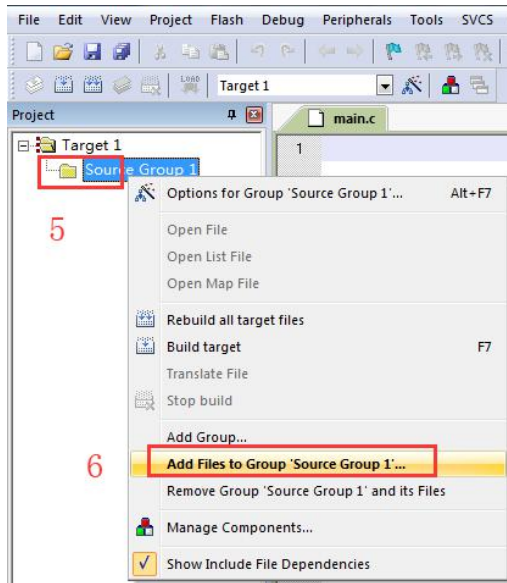 File Edit View Project Flash Debug Peripherals Tools SVCS
LOAD Target 1
Project main.c
Target 1 1
Source Group 1
Options for Group 'Source Group 1'... Alt+F7
5
Open File
Open List File
Open Map File
Rebuild all target files
Build target F7
Translate File
Stop build
Add Group...
6 Add Files to Group 'Source Group 1'...
Remove Group 'Source Group 1' and its Files
Manage Components...
Show Include File Dependencies